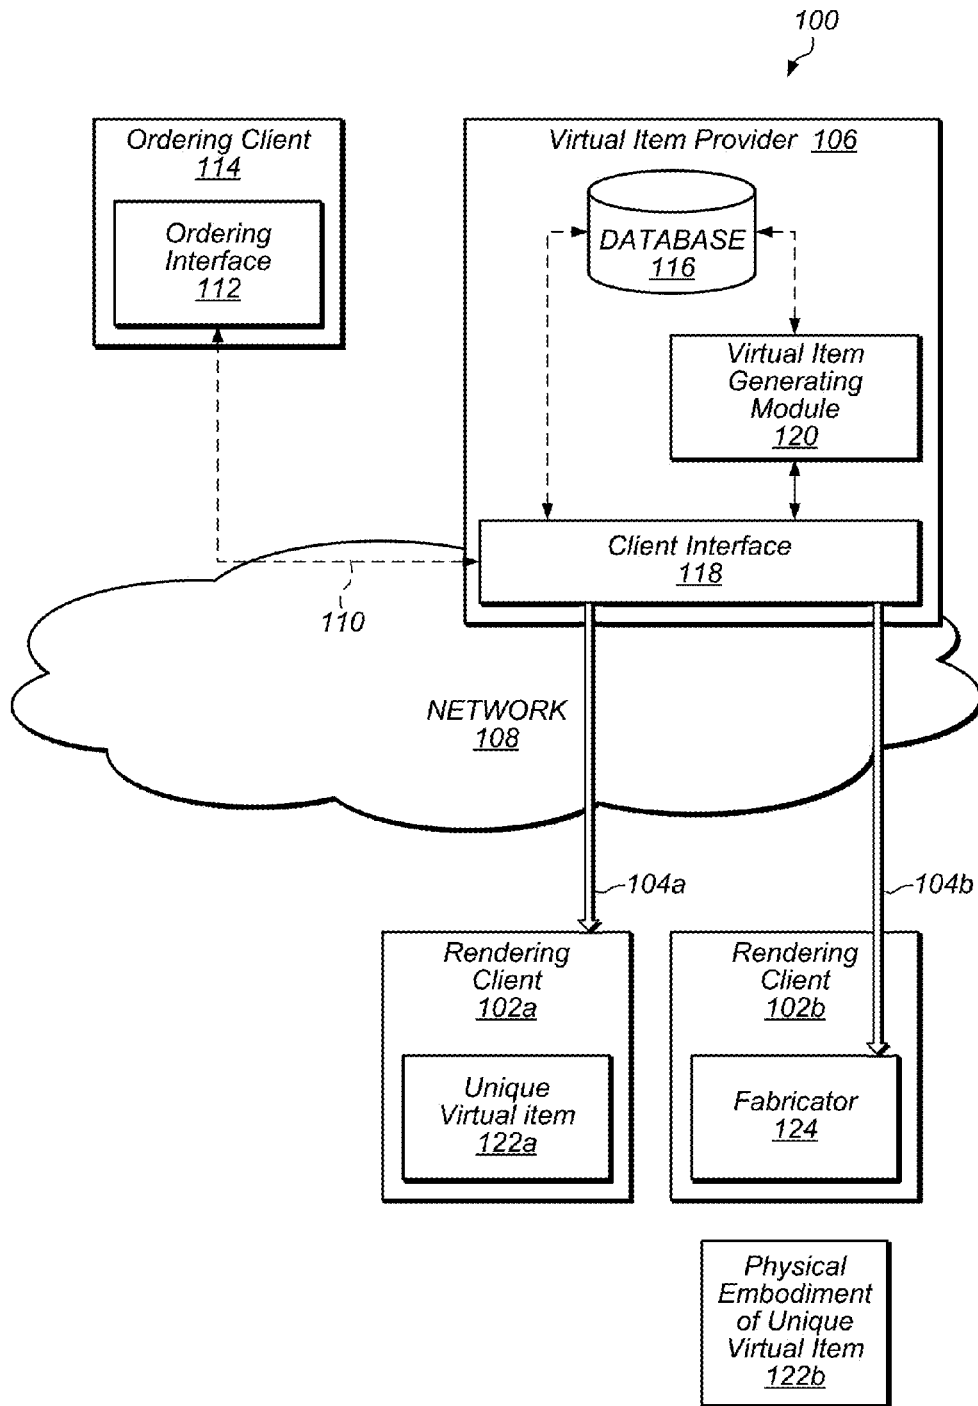 100
Ordering Client
114
Ordering
Interface
112
Virtual Item Provider 106
DATABASE
116
Virtual Item
Generating
Module
120
Client Interface
118
110
NETWORK
108
104a
104b
Rendering
Client
102a
Unique
Virtual item
122a
Rendering
Client
102b
Fabricator
124
Physical
Embodiment
of Unique
Virtual Item
122b